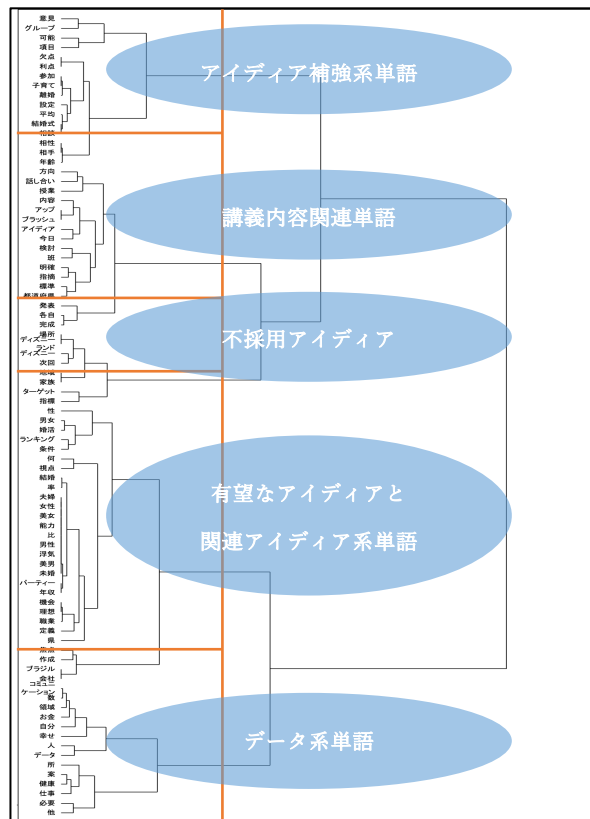 意見
グループ
可能
項目
欠点
利点
参加
子育て
離婚
設定
平均
結婚式
相談
相性
相手
年齢
方向
話し合い
授業
内容
アップ
ブラッシュ
アイディア
今日
検討
班
明確
指摘
標準
都道府県
発表
各自
完成
場所
ディズニー
ランド
ディズニー
次回
地域
家族
ターゲット
指標
性
男女
婚活
ランキング
条件
何
視点
結婚
率
夫婦
女性
美女
能力
比
男性
浮気
美男
未婚
パーティー
年収
機会
理想
職業
定義
県
作成
ブラジル
会社
コミュニ
ケーション
数
領域
お金
自分
幸せ
人
データ
所
案
健康
仕事
必要
他
アイディア補強系単語
講義内容関連単語
不採用アイディア
有望なアイディアと
関連アイディア系単語
データ系単語